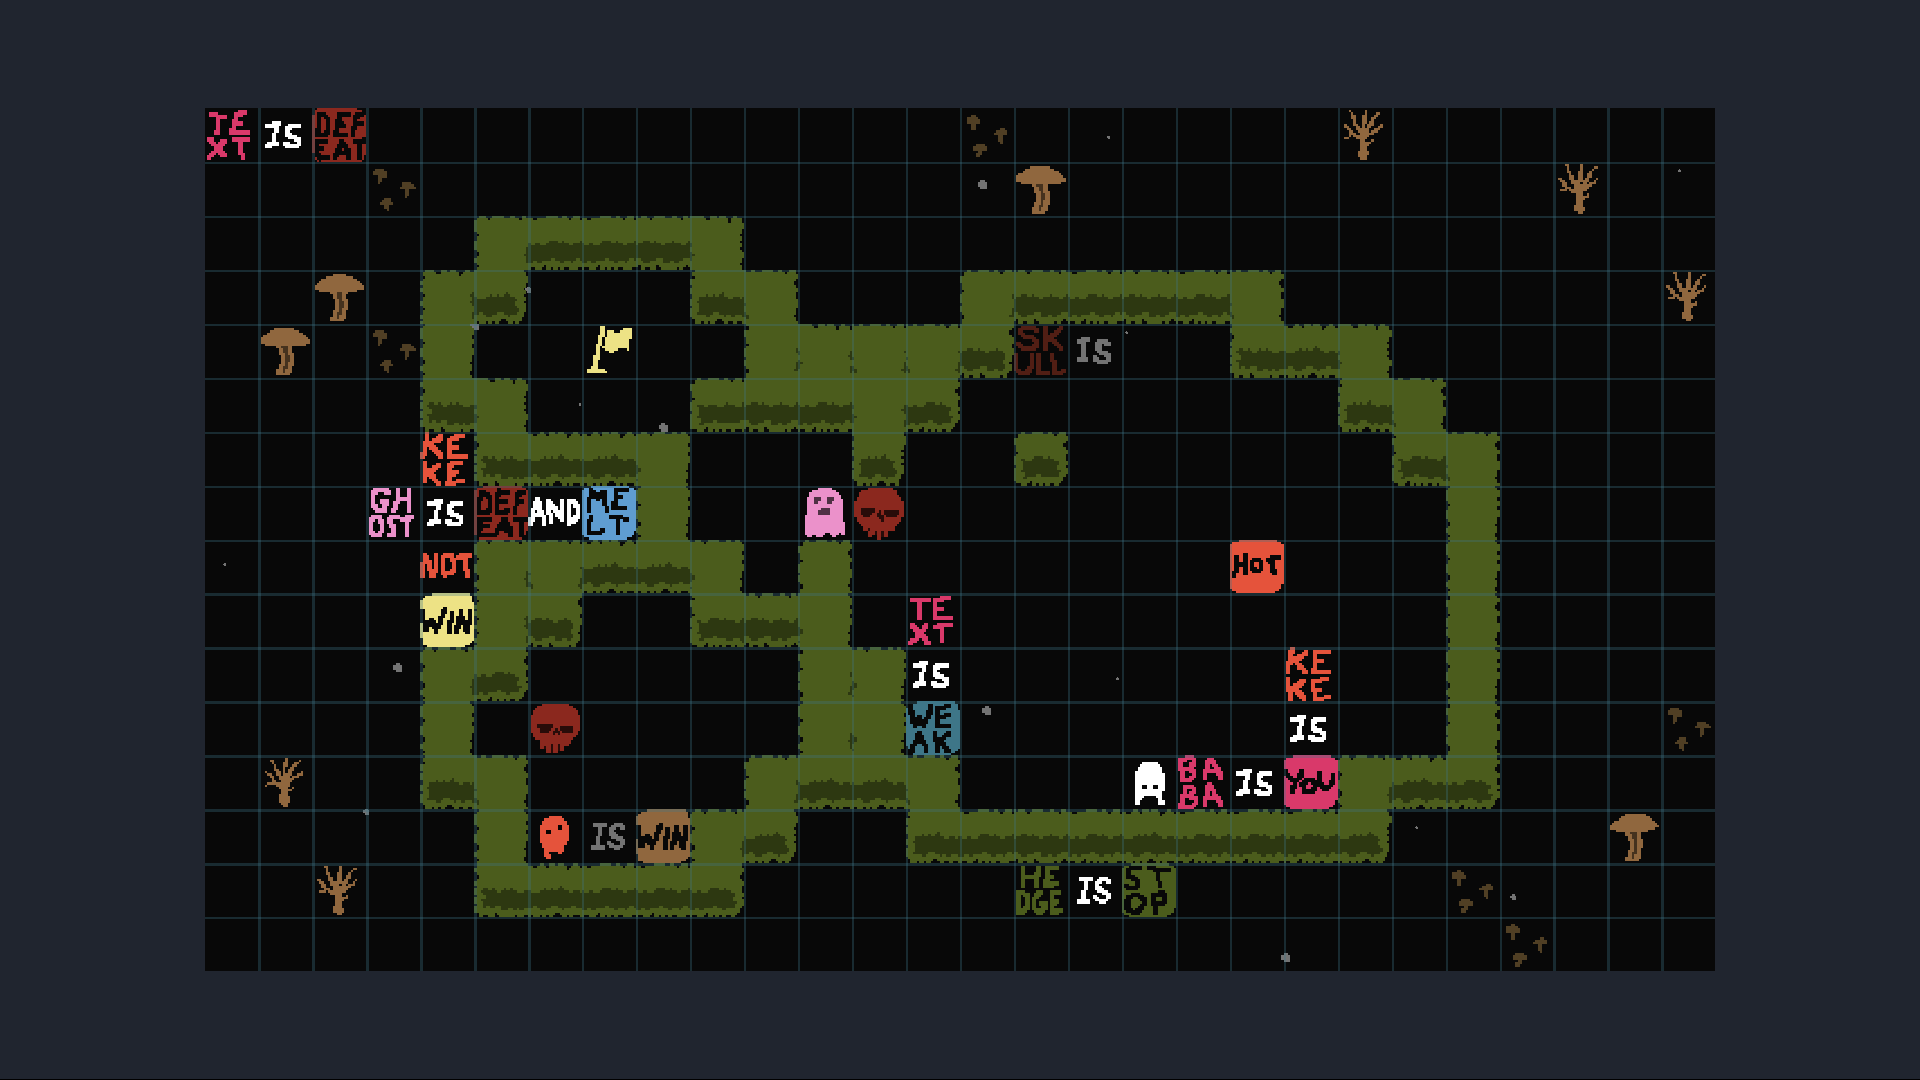 TEXT IS DEFEAT
SKULL IS
KEKE
GHOST IS DEFEAT AND MELT
NOT
HOT
WIN
TEXT
KEKE
IS
WEAK
IS
BABA IS YOU
IS WIN
HEDGE IS STOP